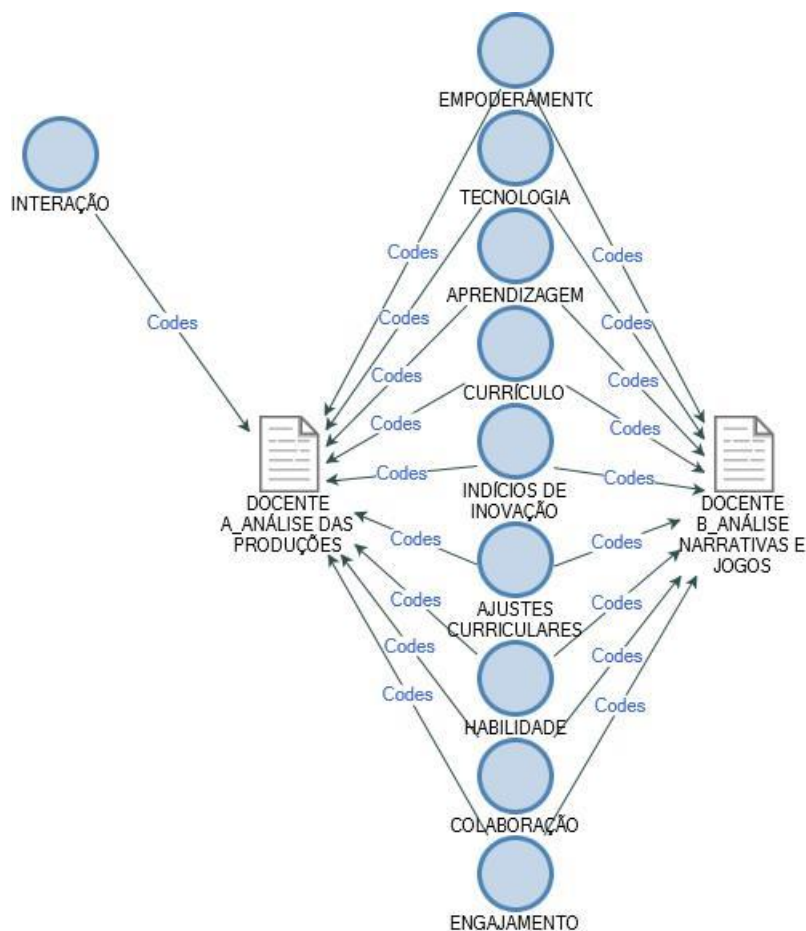 EMPODERAMENTO
INTERAÇÃO
TECNOLOGIA
Codes
Codes
APRENDIZAGEM
Codes
Codes
Codes
Codes
Codes
CURRÍCULO
Codes
Codes
Codes
Codes
INDÍCIOS DE
INOVAÇÃO
DOCENTE
A_ANÁLISE DAS
PRODUÇÕES
DOCENTE
B_ANÁLISE
NARRATIVAS E
JOGOS
Codes
Codes
AJUSTES
CURRICULARES
Codes
Codes
Codes
Codes
Codes
Codes
HABILIDADE
COLABORAÇÃO
ENGAJAMENTO